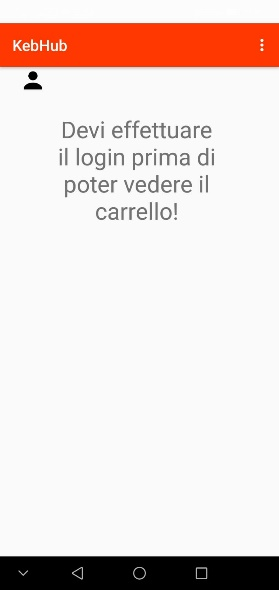 KebHub
Devi effettuare
il login prima di
poter vedere il
carrello!